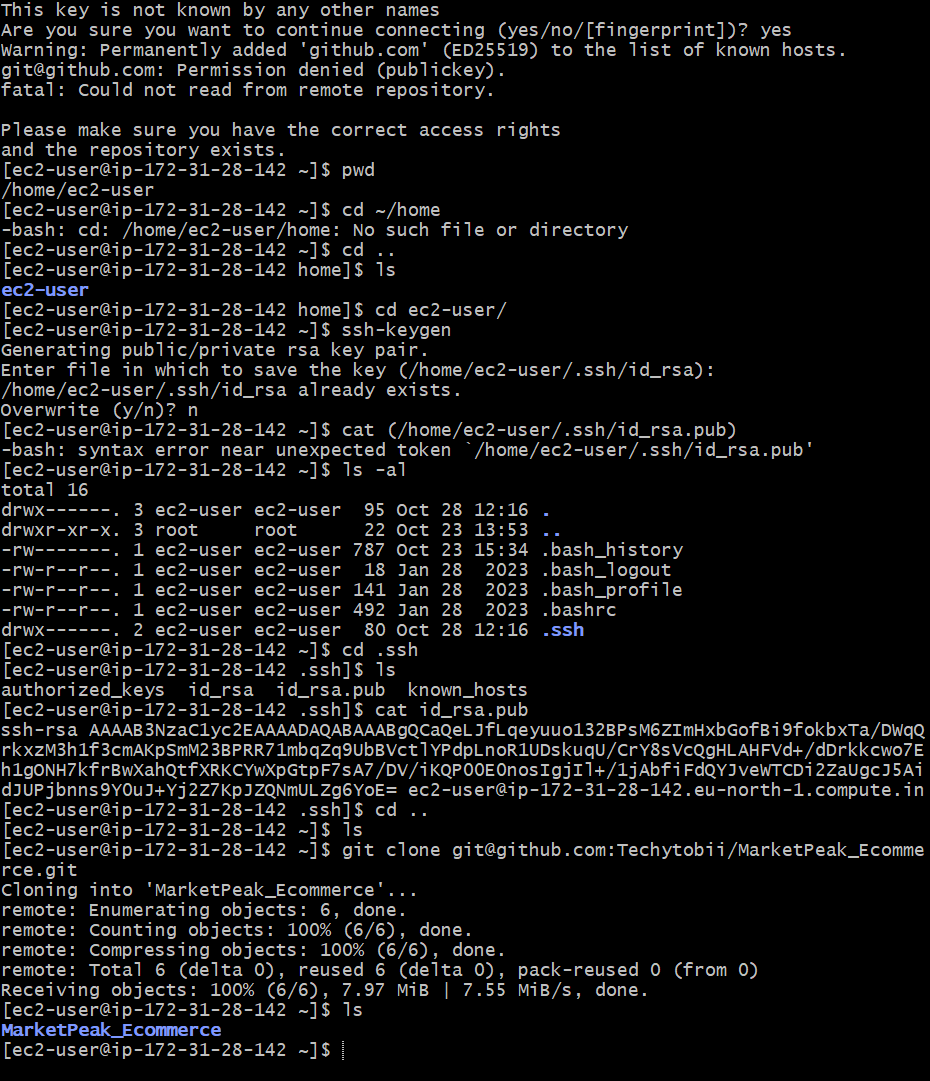 This key is not known by any other names
Are you sure you want to continue connecting (yes/no/[fingerprint])? yes
Warning: Permanently added 'github.com' (ED25519) to the list of known hosts.
git@github.com: Permission denied (publickey).
fatal: Could not read from remote repository.

Please make sure you have the correct access rights
and the repository exists.
[ec2-user@ip-172-31-28-142 ~]$ pwd
/home/ec2-user
[ec2-user@ip-172-31-28-142 ~]$ cd ~/home
-bash: cd: /home/ec2-user/home: No such file or directory
[ec2-user@ip-172-31-28-142 ~]$ cd ..
[ec2-user@ip-172-31-28-142 home]$ ls
ec2-user
[ec2-user@ip-172-31-28-142 home]$ cd ec2-user/
[ec2-user@ip-172-31-28-142 ~]$ ssh-keygen
Generating public/private rsa key pair.
Enter file in which to save the key (/home/ec2-user/.ssh/id_rsa):
/home/ec2-user/.ssh/id_rsa already exists.
Overwrite (y/n)? n
[ec2-user@ip-172-31-28-142 ~]$ cat (/home/ec2-user/.ssh/id_rsa.pub)
-bash: syntax error near unexpected token `/home/ec2-user/.ssh/id_rsa.pub'
[ec2-user@ip-172-31-28-142 ~]$ ls -al
total 16
drwx------. 3 ec2-user ec2-user  95 Oct 28 12:16 .
drwxr-xr-x. 3 root     root      22 Oct 23 13:53 ..
-rw-------. 1 ec2-user ec2-user 787 Oct 23 15:34 .bash_history
-rw-r--r--. 1 ec2-user ec2-user  18 Jan 28  2023 .bash_logout
-rw-r--r--. 1 ec2-user ec2-user 141 Jan 28  2023 .bash_profile
-rw-r--r--. 1 ec2-user ec2-user 492 Jan 28  2023 .bashrc
drwx------. 2 ec2-user ec2-user  80 Oct 28 12:16 .ssh
[ec2-user@ip-172-31-28-142 ~]$ cd .ssh
[ec2-user@ip-172-31-28-142 .ssh]$ ls
authorized_keys  id_rsa  id_rsa.pub  known_hosts
[ec2-user@ip-172-31-28-142 .ssh]$ cat id_rsa.pub
ssh-rsa AAAAB3NzaC1yc2EAAAADAQABAAABgQCaQeLJfLqeyuuo132BPsM6ZImHxbGofBi9fokbxTa/DWqQ
rkxzM3h1f3cmAKpSmM23BPRR71mbqZq9UbBVctlYPdpLnoR1UDskuqU/CrY8sVcQgHLAHFVd+/dDrkkcwo7E
h1gONH7kfrBwXahQtfXRKCYwXpGtpF7sA7/DV/iKQP00E0nosIgjIl+/1jAbfiFdQYJveWTCDi2ZaUgcJ5Ai
dJUPjbnns9YOuJ+Yj2Z7KpJZQNmULZg6YoE= ec2-user@ip-172-31-28-142.eu-north-1.compute.in
[ec2-user@ip-172-31-28-142 .ssh]$ cd ..
[ec2-user@ip-172-31-28-142 ~]$ ls
[ec2-user@ip-172-31-28-142 ~]$ git clone git@github.com:Techytobii/MarketPeak_Ecomme
rce.git
Cloning into 'MarketPeak_Ecommerce'...
remote: Enumerating objects: 6, done.
remote: Counting objects: 100% (6/6), done.
remote: Compressing objects: 100% (6/6), done.
remote: Total 6 (delta 0), reused 6 (delta 0), pack-reused 0 (from 0)
Receiving objects: 100% (6/6), 7.97 MiB | 7.55 MiB/s, done.
[ec2-user@ip-172-31-28-142 ~]$ ls
MarketPeak_Ecommerce
[ec2-user@ip-172-31-28-142 ~]$